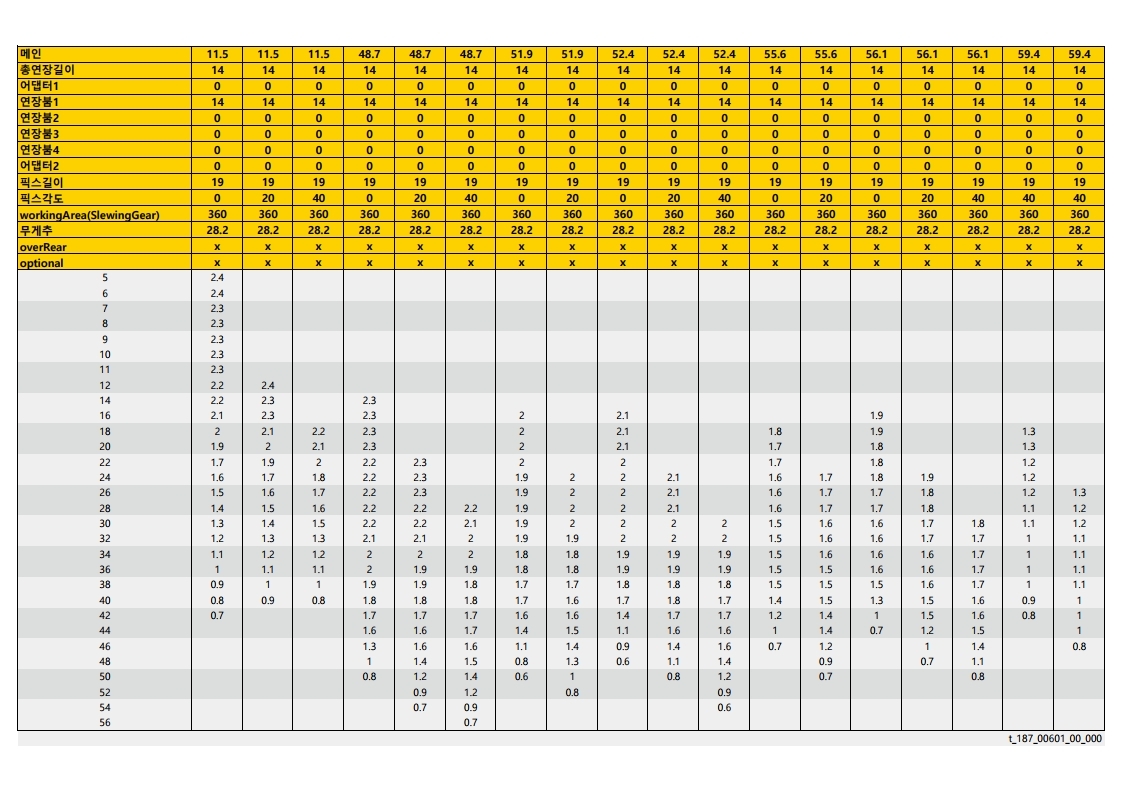 메인 11.5 11.5 11.5 48.7 48.7 48.7 51.9 51.9 52.4 52.4 52.4 55.6 55.6 56.1 56.1 56.1 59.4 59.4
총연장길이 14 14 14 14 14 14 14 14 14 14 14 14 14 14 14 14 14 14
어댑터1 0 0 0 0 0 0 0 0 0 0 0 0 0 0 0 0 0 0
연장붐1 14 14 14 14 14 14 14 14 14 14 14 14 14 14 14 14 14 14
연장붐2 0 0 0 0 0 0 0 0 0 0 0 0 0 0 0 0 0 0
연장붐3 0 0 0 0 0 0 0 0 0 0 0 0 0 0 0 0 0 0
연장붐4 0 0 0 0 0 0 0 0 0 0 0 0 0 0 0 0 0 0
어댑터2 0 0 0 0 0 0 0 0 0 0 0 0 0 0 0 0 0 0
픽스길이 19 19 19 19 19 19 19 19 19 19 19 19 19 19 19 19 19 19
픽스각도 0 20 40 0 20 40 0 20 0 20 40 0 20 0 20 40 0 40
workingArea(SlewingGear) 360 360 360 360 360 360 360 360 360 360 360 360 360 360 360 360 360 360
무게추 28.2 28.2 28.2 28.2 28.2 28.2 28.2 28.2 28.2 28.2 28.2 28.2 28.2 28.2 28.2 28.2 28.2 28.2
overRear x x x x x x x x x x x x x x x x x x
optional x x x x x x x x x x x x x x x x x x
5 2.4
6 2.4
7 2.3
8 2.3
9 2.3
10 2.3
11 2.3
12 2.2 2.4
14 2.2 2.3 2.3
16 2.1 2.3 2.3 2 2.1 1.9
18 2 2.1 2.2 2.3 2 2.1 1.8 1.9 1.3
20 1.9 2 2.1 2.3 2 2.1 1.7 1.8 1.3
22 1.7 1.9 2 2.2 2.3 2 2 1.7 1.8 1.2
24 1.6 1.7 1.8 2.2 2.3 1.9 2 2 2.1 1.6 1.7 1.8 1.9 1.2
26 1.5 1.6 1.7 2.2 2.3 1.9 2 2 2.1 1.6 1.7 1.7 1.8 1.2 1.3
28 1.4 1.5 1.6 2.2 2.2 2.2 1.9 2 2 2.1 1.6 1.7 1.7 1.8 1.1 1.2
30 1.3 1.4 1.5 2.2 2.2 2.1 1.9 2 2 2 2 1.5 1.6 1.6 1.7 1.8 1.1 1.2
32 1.2 1.3 1.3 2.1 2.1 2 1.9 1.9 2 2 2 1.5 1.6 1.6 1.7 1.7 1 1.1
34 1.1 1.2 1.2 2 2 2 1.8 1.8 1.9 1.9 1.9 1.5 1.6 1.6 1.6 1.7 1 1.1
36 1 1.1 1.1 2 1.9 1.9 1.8 1.8 1.9 1.9 1.9 1.5 1.5 1.6 1.6 1.7 1 1.1
38 0.9 1 1 1.9 1.9 1.8 1.7 1.7 1.8 1.8 1.8 1.5 1.5 1.5 1.6 1.7 1 1.1
40 0.8 0.9 0.8 1.8 1.8 1.8 1.7 1.6 1.7 1.8 1.7 1.4 1.5 1.3 1.5 1.6 0.9 1
42 0.7 1.7 1.7 1.7 1.6 1.6 1.4 1.7 1.7 1.2 1.4 1 1.5 1.6 0.8 1
44 1.6 1.6 1.7 1.4 1.5 1.1 1.6 1.6 1 1.4 0.7 1.2 1.5 1
46 1.3 1.6 1.6 1.1 1.4 0.9 1.4 1.6 0.7 1.2 1 1.4 0.8
48 1 1.4 1.5 0.8 1.3 0.6 1.1 1.4 0.9 0.7 1.1
50 0.8 1.2 1.4 0.6 1 0.8 1.2 0.7 0.8
52 0.9 1.2 0.8 0.9
54 0.7 0.9 0.6
56 0.7
t_187_00601_00_000